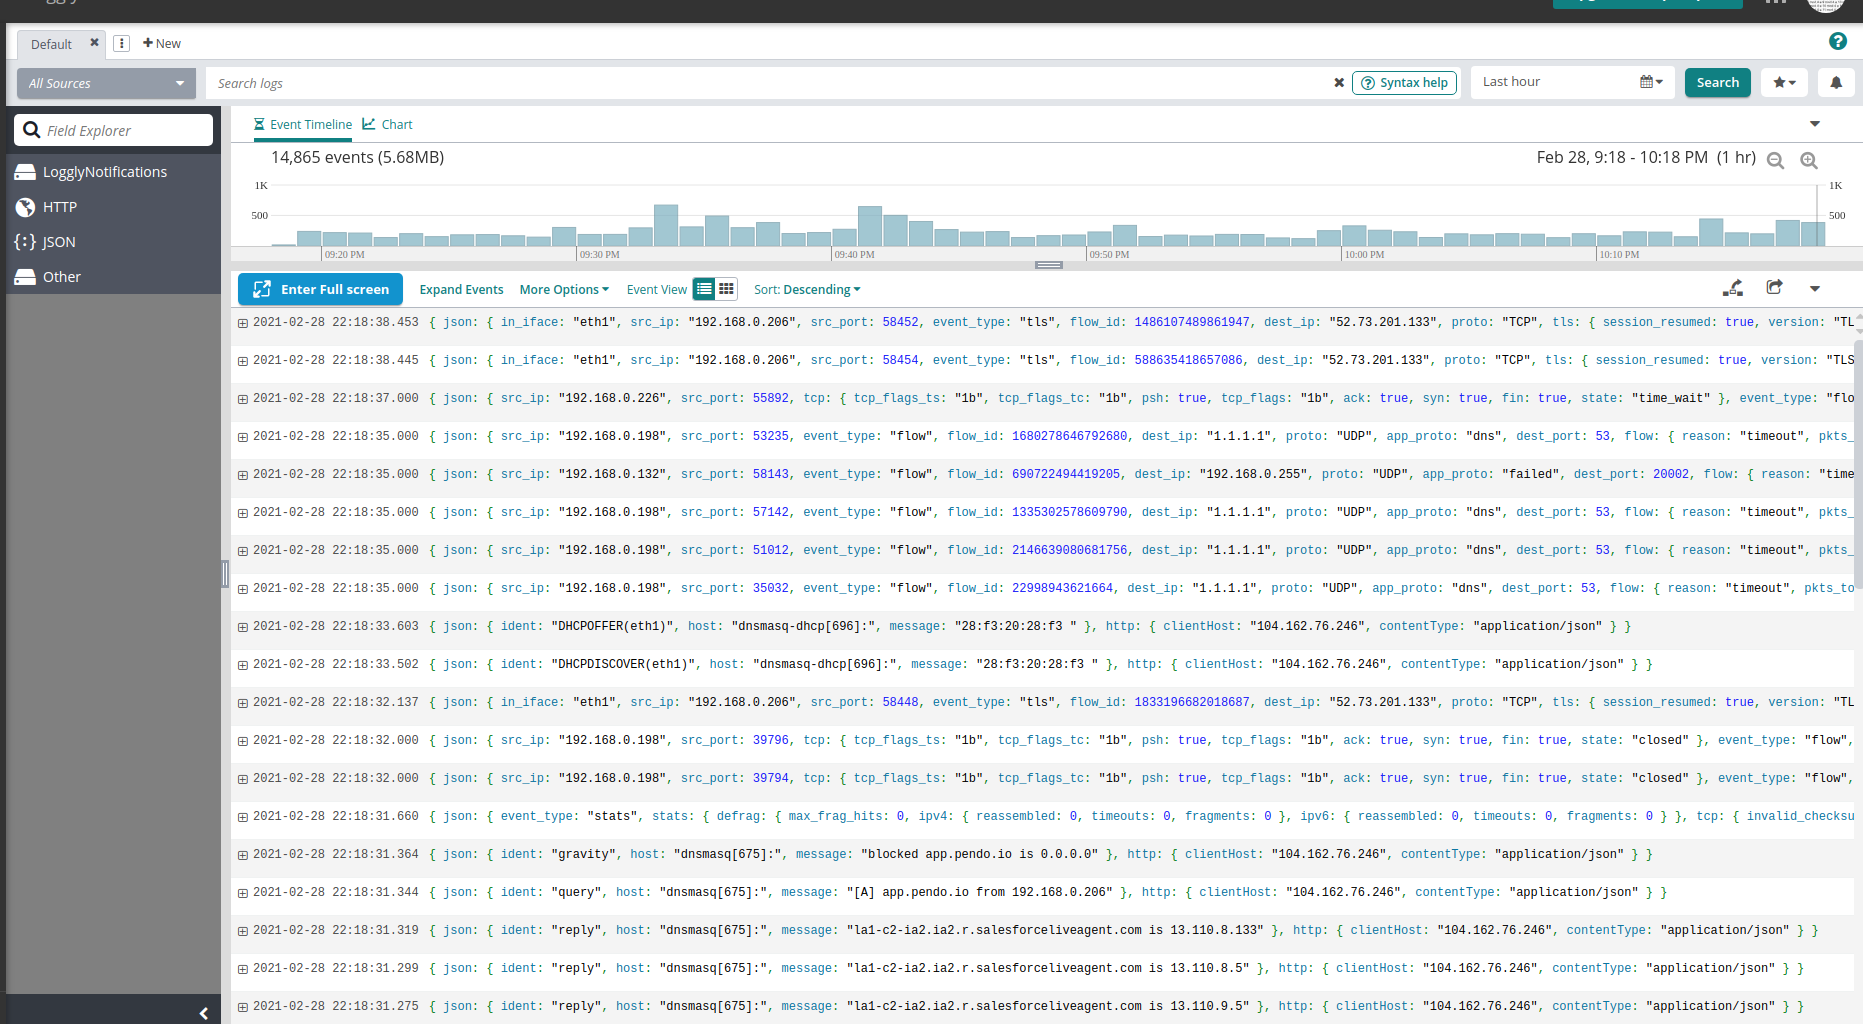 Default ✖ ⋮ + New
All Sources Search logs ✖ Syntax help Last hour Search
Field Explorer
LogglyNotifications
HTTP
JSON
Other
Event Timeline Chart
14,865 events (5.68MB) Feb 28, 9:18 - 10:18 PM (1 hr)
1K 1K
500 500
09:20 PM 09:30 PM 09:40 PM 09:50 PM 10:00 PM 10:10 PM
Enter Full screen Expand Events More Options Event View Sort: Descending
2021-02-28 22:18:38.453 { json: { in_iface: "eth1", src_ip: "192.168.0.206", src_port: 58452, event_type: "tls", flow_id: 1486107489861947, dest_ip: "52.73.201.133", proto: "TCP", tls: { session_resumed: true, version: "TL
2021-02-28 22:18:38.445 { json: { in_iface: "eth1", src_ip: "192.168.0.206", src_port: 58454, event_type: "tls", flow_id: 588635418657086, dest_ip: "52.73.201.133", proto: "TCP", tls: { session_resumed: true, version: "TLS
2021-02-28 22:18:37.000 { json: { src_ip: "192.168.0.226", src_port: 55892, tcp: { tcp_flags_ts: "1b", tcp_flags_tc: "1b", psh: true, tcp_flags: "1b", ack: true, syn: true, fin: true, state: "time_wait" }, event_type: "flo
2021-02-28 22:18:35.000 { json: { src_ip: "192.168.0.198", src_port: 53235, event_type: "flow", flow_id: 1680278646792680, dest_ip: "1.1.1.1", proto: "UDP", app_proto: "dns", dest_port: 53, flow: { reason: "timeout", pkts_
2021-02-28 22:18:35.000 { json: { src_ip: "192.168.0.132", src_port: 58143, event_type: "flow", flow_id: 690722494419205, dest_ip: "192.168.0.255", proto: "UDP", app_proto: "failed", dest_port: 20002, flow: { reason: "time
2021-02-28 22:18:35.000 { json: { src_ip: "192.168.0.198", src_port: 57142, event_type: "flow", flow_id: 1335302578609790, dest_ip: "1.1.1.1", proto: "UDP", app_proto: "dns", dest_port: 53, flow: { reason: "timeout", pkts_
2021-02-28 22:18:35.000 { json: { src_ip: "192.168.0.198", src_port: 51012, event_type: "flow", flow_id: 2146639080681756, dest_ip: "1.1.1.1", proto: "UDP", app_proto: "dns", dest_port: 53, flow: { reason: "timeout", pkts_
2021-02-28 22:18:35.000 { json: { src_ip: "192.168.0.198", src_port: 35032, event_type: "flow", flow_id: 22998943621664, dest_ip: "1.1.1.1", proto: "UDP", app_proto: "dns", dest_port: 53, flow: { reason: "timeout", pkts_to
2021-02-28 22:18:33.603 { json: { ident: "DHCPOFFER(eth1)", host: "dnsmasq-dhcp[696]:", message: "28:f3:20:28:f3 " }, http: { clientHost: "104.162.76.246", contentType: "application/json" } }
2021-02-28 22:18:33.502 { json: { ident: "DHCPDISCOVER(eth1)", host: "dnsmasq-dhcp[696]:", message: "28:f3:20:28:f3 " }, http: { clientHost: "104.162.76.246", contentType: "application/json" } }
2021-02-28 22:18:32.137 { json: { in_iface: "eth1", src_ip: "192.168.0.206", src_port: 58448, event_type: "tls", flow_id: 1833196682018687, dest_ip: "52.73.201.133", proto: "TCP", tls: { session_resumed: true, version: "TL
2021-02-28 22:18:32.000 { json: { src_ip: "192.168.0.198", src_port: 39796, tcp: { tcp_flags_ts: "1b", tcp_flags_tc: "1b", psh: true, tcp_flags: "1b", ack: true, syn: true, fin: true, state: "closed" }, event_type: "flow",
2021-02-28 22:18:32.000 { json: { src_ip: "192.168.0.198", src_port: 39794, tcp: { tcp_flags_ts: "1b", tcp_flags_tc: "1b", psh: true, tcp_flags: "1b", ack: true, syn: true, fin: true, state: "closed" }, event_type: "flow",
2021-02-28 22:18:31.660 { json: { event_type: "stats", stats: { defrag: { max_frag_hits: 0, ipv4: { reassembled: 0, timeouts: 0, fragments: 0 }, ipv6: { reassembled: 0, timeouts: 0, fragments: 0 } }, tcp: { invalid_checksu
2021-02-28 22:18:31.364 { json: { ident: "gravity", host: "dnsmasq[675]:", message: "blocked app.pendo.io is 0.0.0.0" }, http: { clientHost: "104.162.76.246", contentType: "application/json" } }
2021-02-28 22:18:31.344 { json: { ident: "query", host: "dnsmasq[675]:", message: "[A] app.pendo.io from 192.168.0.206" }, http: { clientHost: "104.162.76.246", contentType: "application/json" } }
2021-02-28 22:18:31.319 { json: { ident: "reply", host: "dnsmasq[675]:", message: "la1-c2-ia2.ia2.r.salesforceliveagent.com is 13.110.8.133" }, http: { clientHost: "104.162.76.246", contentType: "application/json" } }
2021-02-28 22:18:31.299 { json: { ident: "reply", host: "dnsmasq[675]:", message: "la1-c2-ia2.ia2.r.salesforceliveagent.com is 13.110.8.5" }, http: { clientHost: "104.162.76.246", contentType: "application/json" } }
2021-02-28 22:18:31.275 { json: { ident: "reply", host: "dnsmasq[675]:", message: "la1-c2-ia2.ia2.r.salesforceliveagent.com is 13.110.9.5" }, http: { clientHost: "104.162.76.246", contentType: "application/json" } }